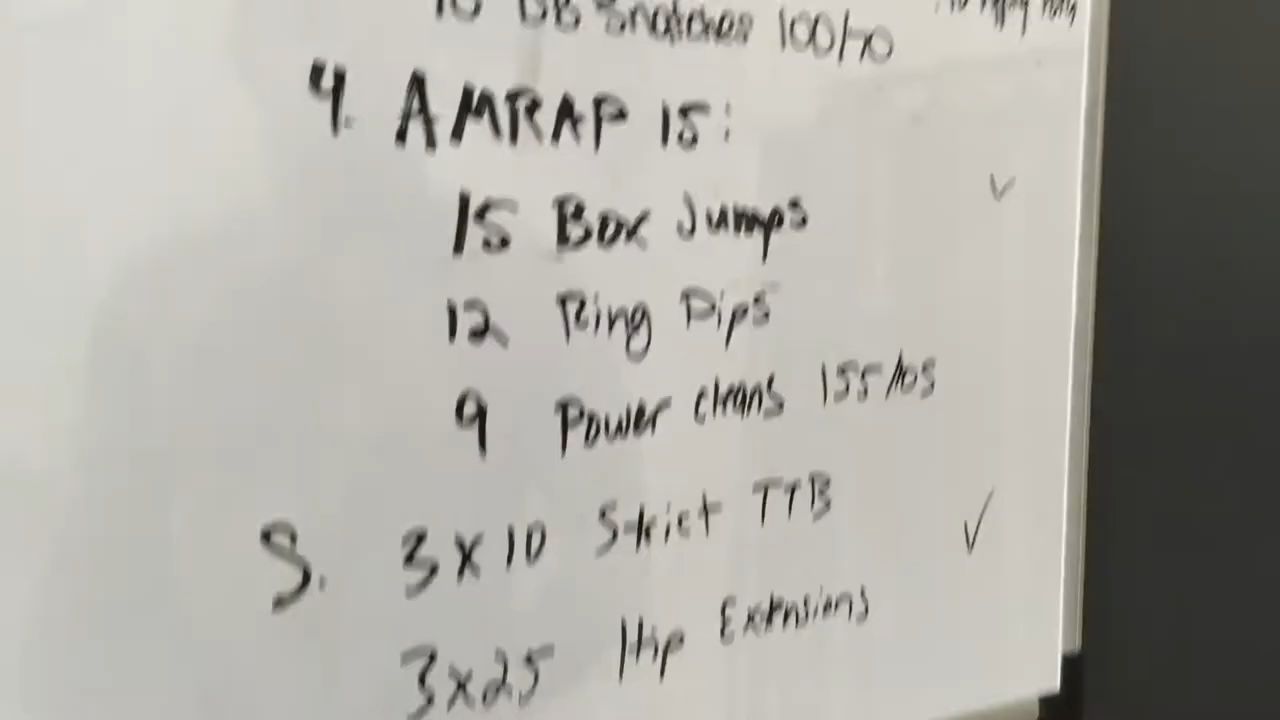 10 DB Snatches 100/70
4. AMRAP 15:
15 Box Jumps
12 Ring Dips
9 Power Cleans 155/105
5. 3x10 Strict TTB
3x25 Hip Extensions